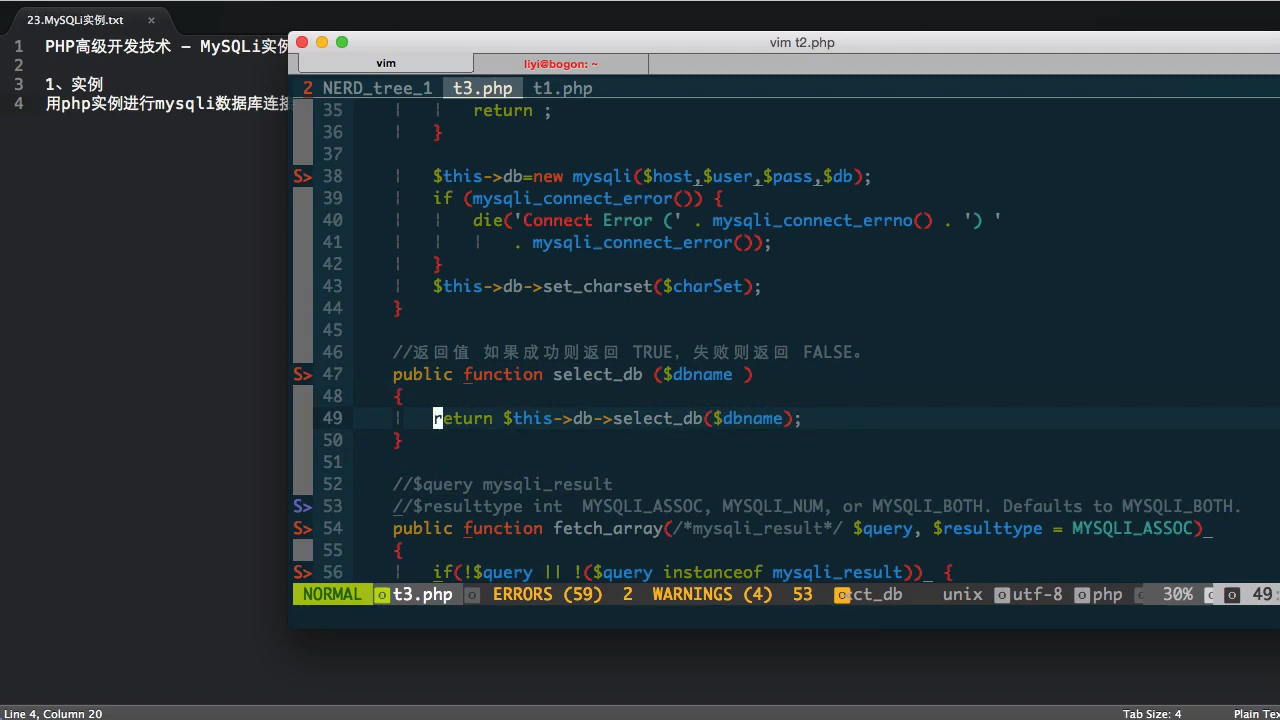 23.MySQLi实例.txt ×
1 PHP高级开发技术 - MySQLi实例
2
3 1、实例
4 用php实例进行mysqli数据库连接
vim t2.php
vim
liyi@bogon: ~
2 NERD_tree_1 t3.php t1.php
35 return ;
36 }
37
S> 38 $this->db=new mysqli($host,$user,$pass,$db);
39 if (mysqli_connect_error()) {
40 die('Connect Error (' . mysqli_connect_errno() . ') '
41 . mysqli_connect_error());
42 }
43 $this->db->set_charset($charSet);
44 }
45
46 //返回值 如果成功则返回 TRUE, 失败则返回 FALSE。
S> 47 public function select_db ($dbname )
48 {
49 return $this->db->select_db($dbname);
50 }
51
52 //$query mysqli_result
S> 53 //$resulttype int MYSQLI_ASSOC, MYSQLI_NUM, or MYSQLI_BOTH. Defaults to MYSQLI_BOTH.
S> 54 public function fetch_array(/*mysqli_result*/ $query, $resulttype = MYSQLI_ASSOC)_
55 {
S> 56 if(!$query || !($query instanceof mysqli_result))_ {
NORMAL t3.php ERRORS (59) 2 WARNINGS (4) 53 ct_db unix utf-8 php 30% 49:
Line 4, Column 20
Tab Size: 4
Plain Tex